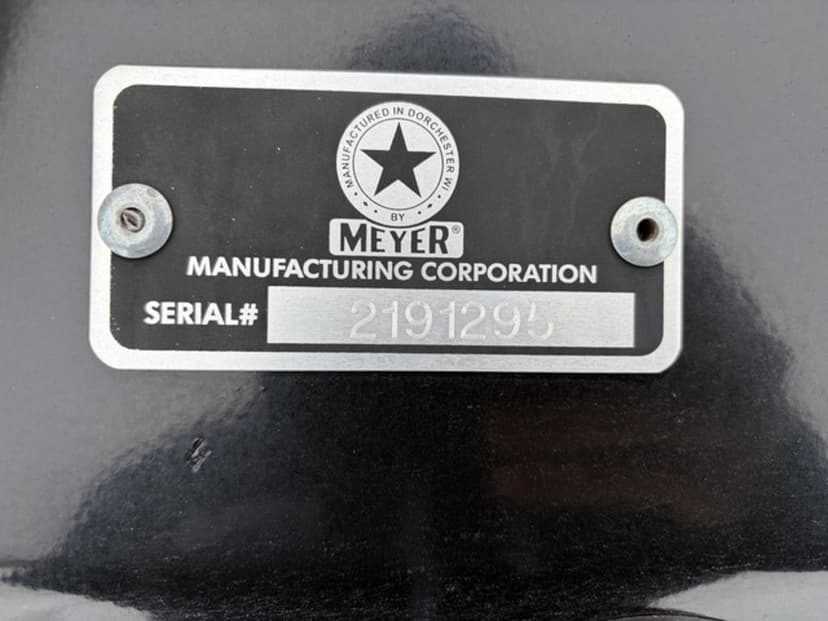 MANUFACTURED IN DORCHESTER WI
BY
MEYER®
MANUFACTURING CORPORATION
SERIAL# 2191295